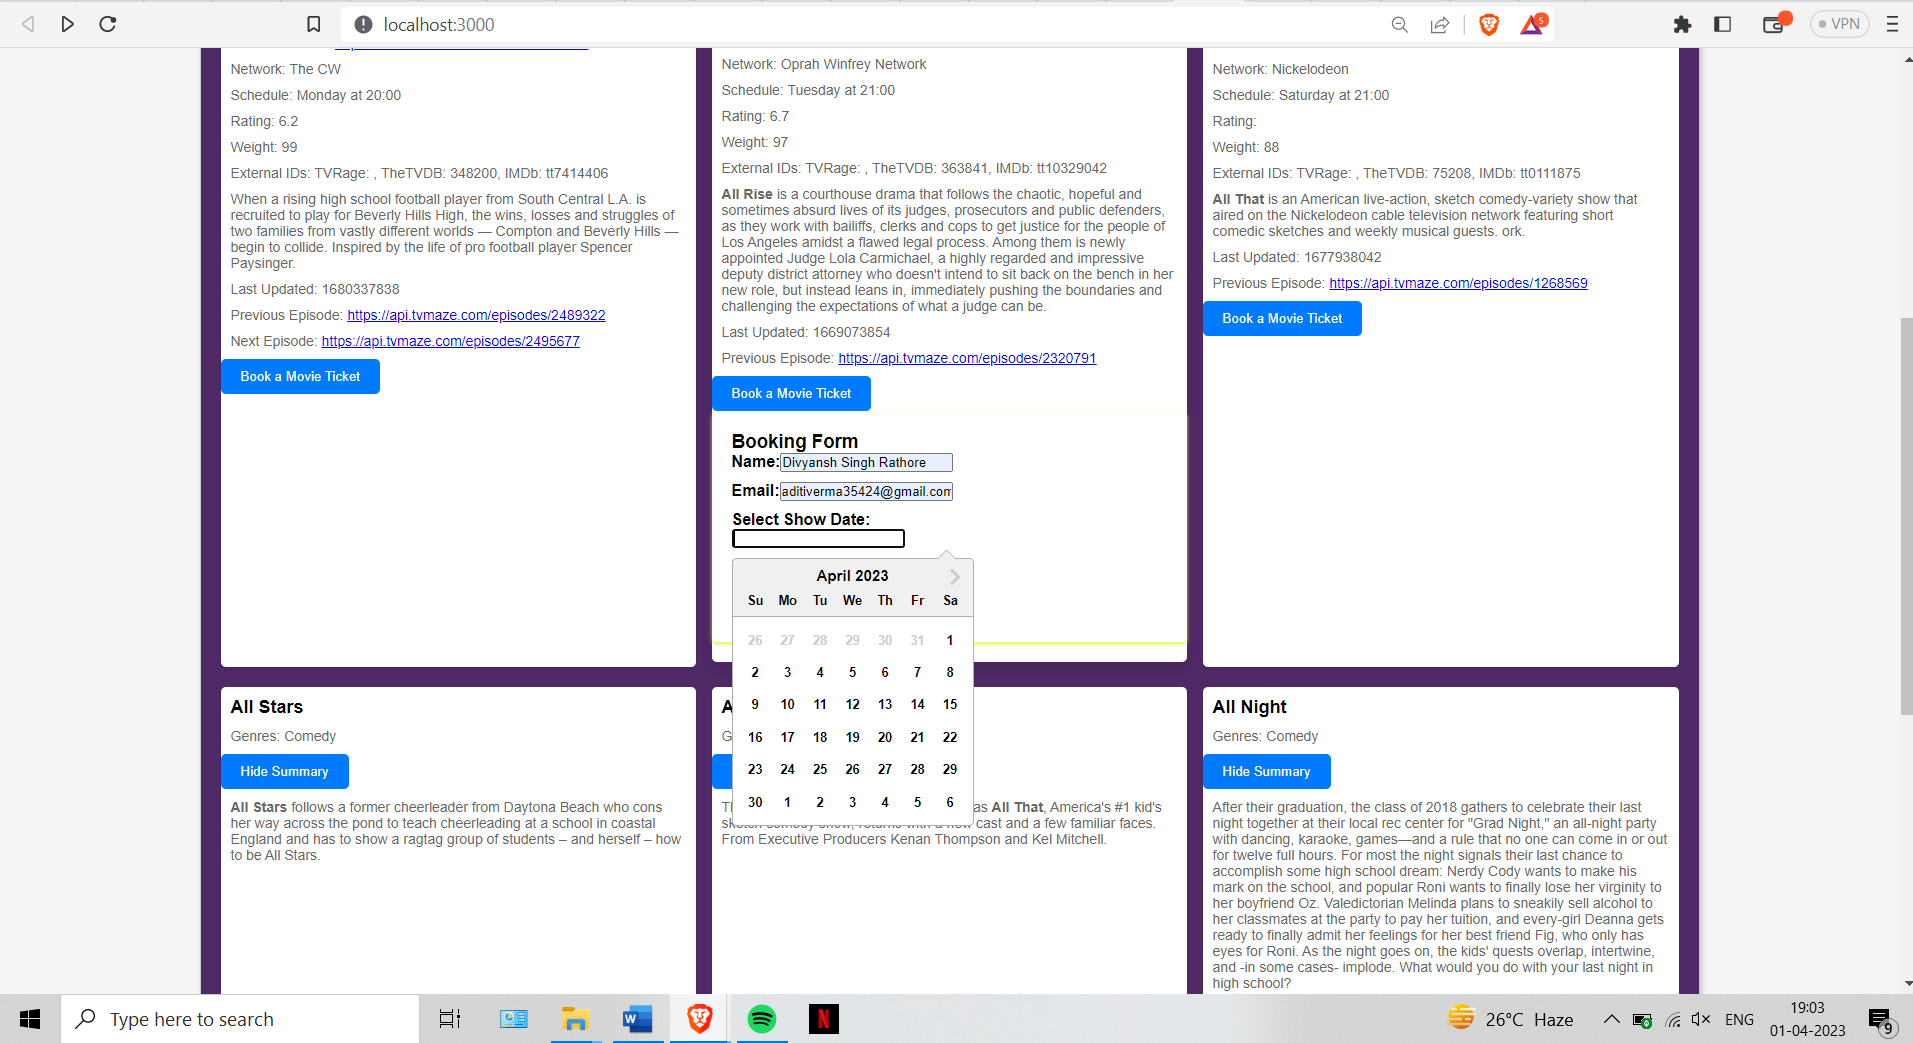 localhost:3000
5
VPN
Network: The CW
Schedule: Monday at 20:00
Rating: 6.2
Weight: 99
External IDs: TVRage: , TheTVDB: 348200, IMDb: tt7414406
When a rising high school football player from South Central L.A. is
recruited to play for Beverly Hills High, the wins, losses and struggles of
two families from vastly different worlds — Compton and Beverly Hills —
begin to collide. Inspired by the life of pro football player Spencer
Paysinger.
Last Updated: 1680337838
Previous Episode: https://api.tvmaze.com/episodes/2489322
Next Episode: https://api.tvmaze.com/episodes/2495677
Book a Movie Ticket
Network: Oprah Winfrey Network
Schedule: Tuesday at 21:00
Rating: 6.7
Weight: 97
External IDs: TVRage: , TheTVDB: 363841, IMDb: tt10329042
All Rise is a courthouse drama that follows the chaotic, hopeful and
sometimes absurd lives of its judges, prosecutors and public defenders,
as they work with bailiffs, clerks and cops to get justice for the people of
Los Angeles amidst a flawed legal process. Among them is newly
appointed Judge Lola Carmichael, a highly regarded and impressive
deputy district attorney who doesn't intend to sit back on the bench in her
new role, but instead leans in, immediately pushing the boundaries and
challenging the expectations of what a judge can be.
Last Updated: 1669073854
Previous Episode: https://api.tvmaze.com/episodes/2320791
Book a Movie Ticket
Booking Form
Name: Divyansh Singh Rathore
Email: aditiverma35424@gmail.com
Select Show Date:
April 2023
Su Mo Tu We Th Fr Sa
26 27 28 29 30 31 1
2 3 4 5 6 7 8
9 10 11 12 13 14 15
16 17 18 19 20 21 22
23 24 25 26 27 28 29
30 1 2 3 4 5 6
Network: Nickelodeon
Schedule: Saturday at 21:00
Rating:
Weight: 88
External IDs: TVRage: , TheTVDB: 75208, IMDb: tt0111875
All That is an American live-action, sketch comedy-variety show that
aired on the Nickelodeon cable television network featuring short
comedic sketches and weekly musical guests. ork.
Last Updated: 1677938042
Previous Episode: https://api.tvmaze.com/episodes/1268569
Book a Movie Ticket
All Stars
Genres: Comedy
Hide Summary
All Stars follows a former cheerleader from Daytona Beach who cons
her way across the pond to teach cheerleading at a school in coastal
England and has to show a ragtag group of students – and herself – how
to be All Stars.
A
G
as All That, America's #1 kid's
cast and a few familiar faces.
From Executive Producers Kenan Thompson and Kel Mitchell.
All Night
Genres: Comedy
Hide Summary
After their graduation, the class of 2018 gathers to celebrate their last
night together at their local rec center for "Grad Night," an all-night party
with dancing, karaoke, games—and a rule that no one can come in or out
for twelve full hours. For most the night signals their last chance to
accomplish some high school dream: Nerdy Cody wants to make his
mark on the school, and popular Roni wants to finally lose her virginity to
her boyfriend Oz. Valedictorian Melinda plans to sneakily sell alcohol to
her classmates at the party to pay her tuition, and every-girl Deanna gets
ready to finally admit her feelings for her best friend Fig, who only has
eyes for Roni. As the night goes on, the kids' quests overlap, intertwine,
and -in some cases- implode. What would you do with your last night in
high school?
Type here to search
W
N
26°C Haze
ENG
19:03
01-04-2023
9